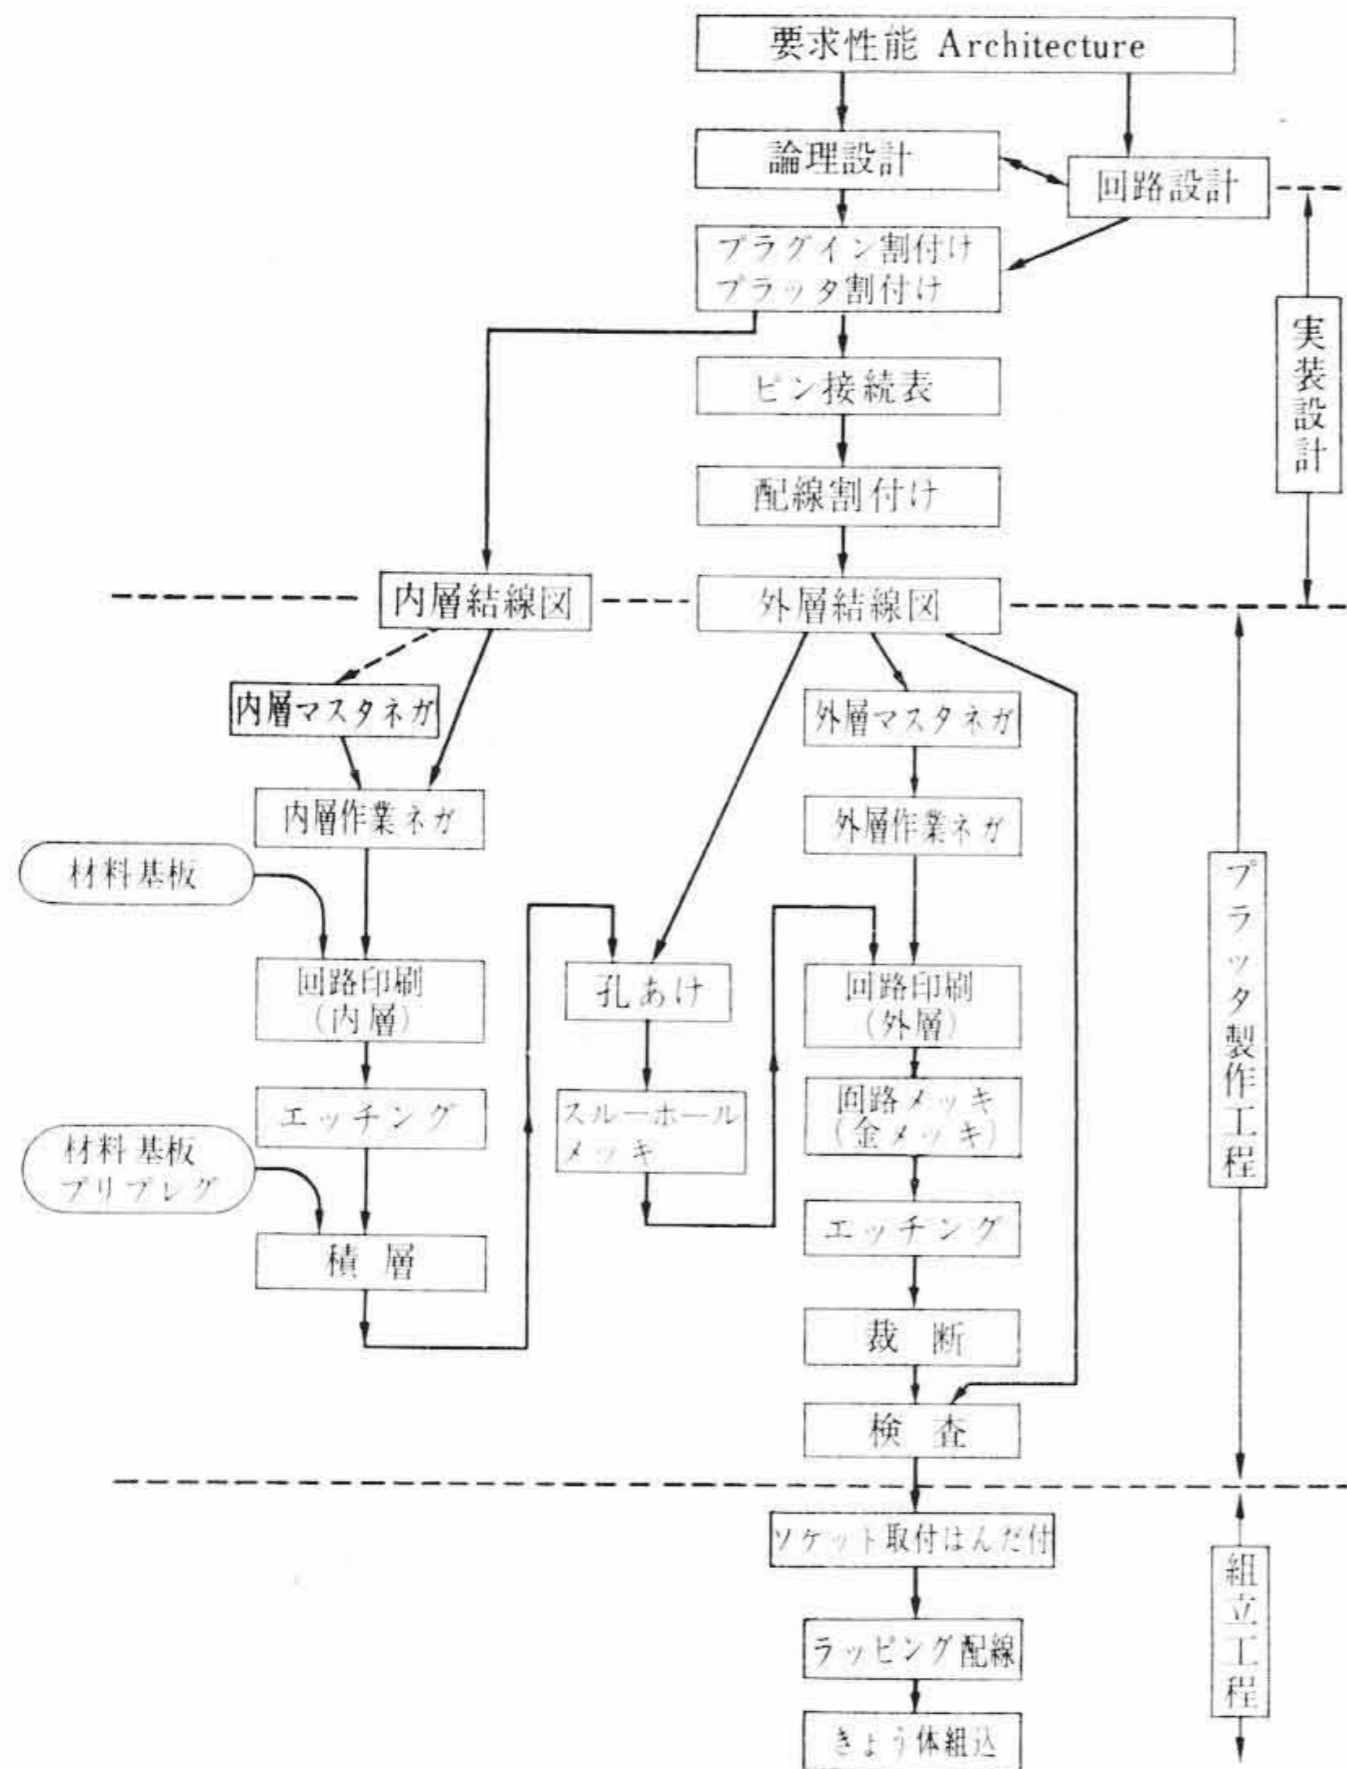 要求性能 Architecture
論理設計
回路設計
プラグイン割付け
プラッタ割付け
ピン接続表
配線割付け
実装設計
内層結線図
外層結線図
内層マスタネガ
外層マスタネガ
内層作業ネガ
外層作業ネガ
材料基板
回路印刷
(内層)
孔あけ
回路印刷
(外層)
エッチング
スルーホール
メッキ
回路メッキ
(金メッキ)
材料基板
プリプレグ
積層
エッチング
裁断
検査
プラッタ製作工程
ソケット取付はんだ付
ラッピング配線
きょう体組込
組立工程